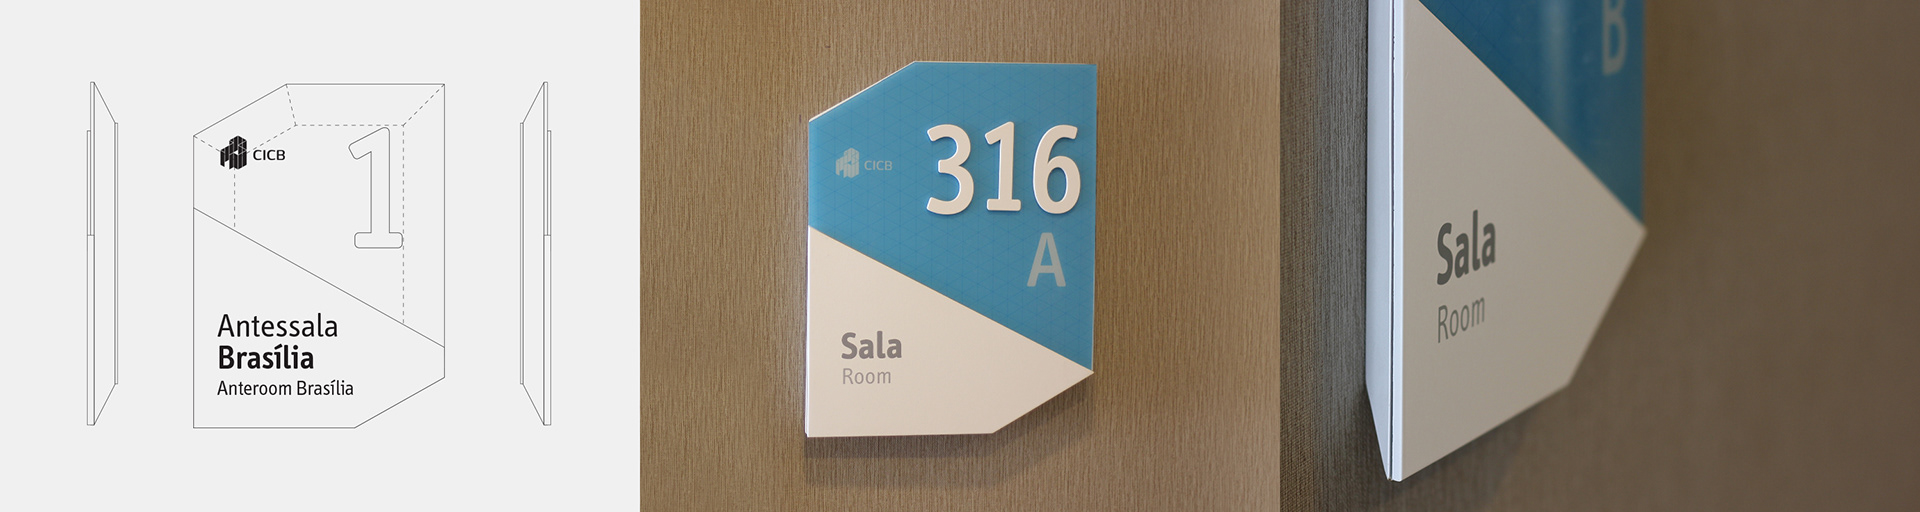 CICB
1
Antessala
Brasília
Anteroom Brasília
CICB
316
A
Sala
Room
B
Sala
Room